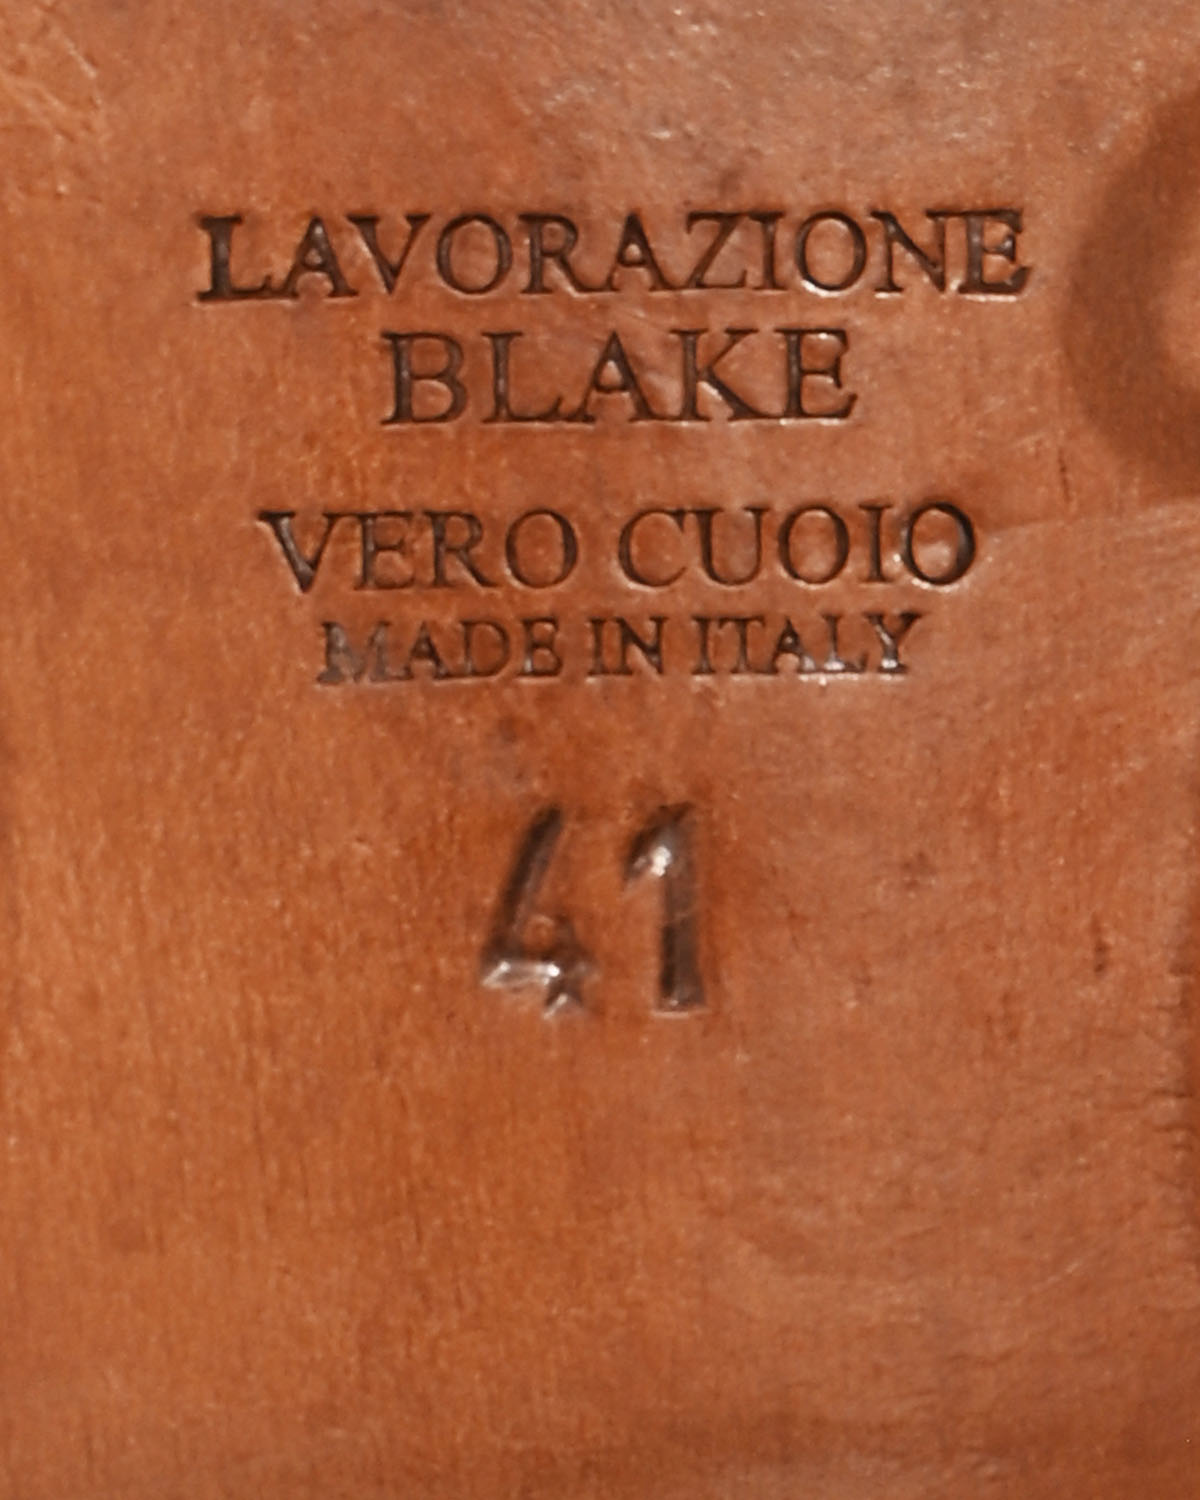 LAVORAZIONE
BLAKE
VERO CUOIO
MADE IN ITALY
41